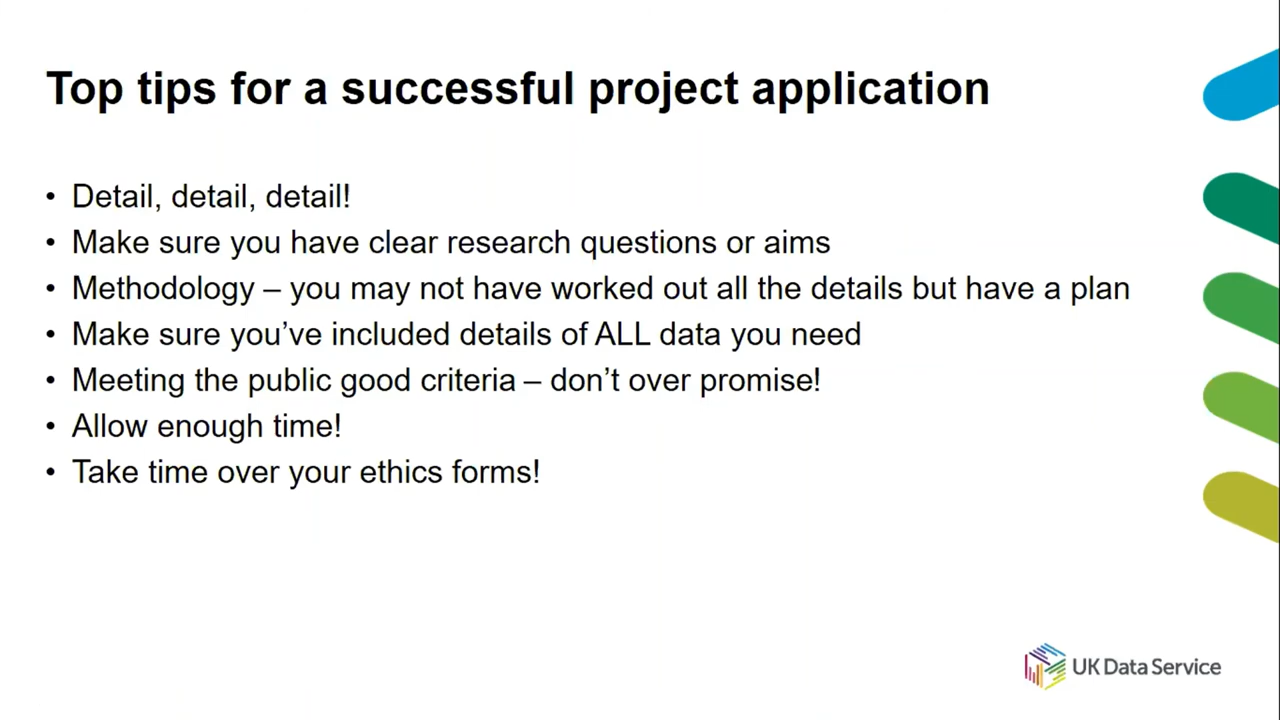 Top tips for a successful project application
• Detail, detail, detail!
• Make sure you have clear research questions or aims
• Methodology – you may not have worked out all the details but have a plan
• Make sure you’ve included details of ALL data you need
• Meeting the public good criteria – don’t over promise!
• Allow enough time!
• Take time over your ethics forms!
UK Data Service